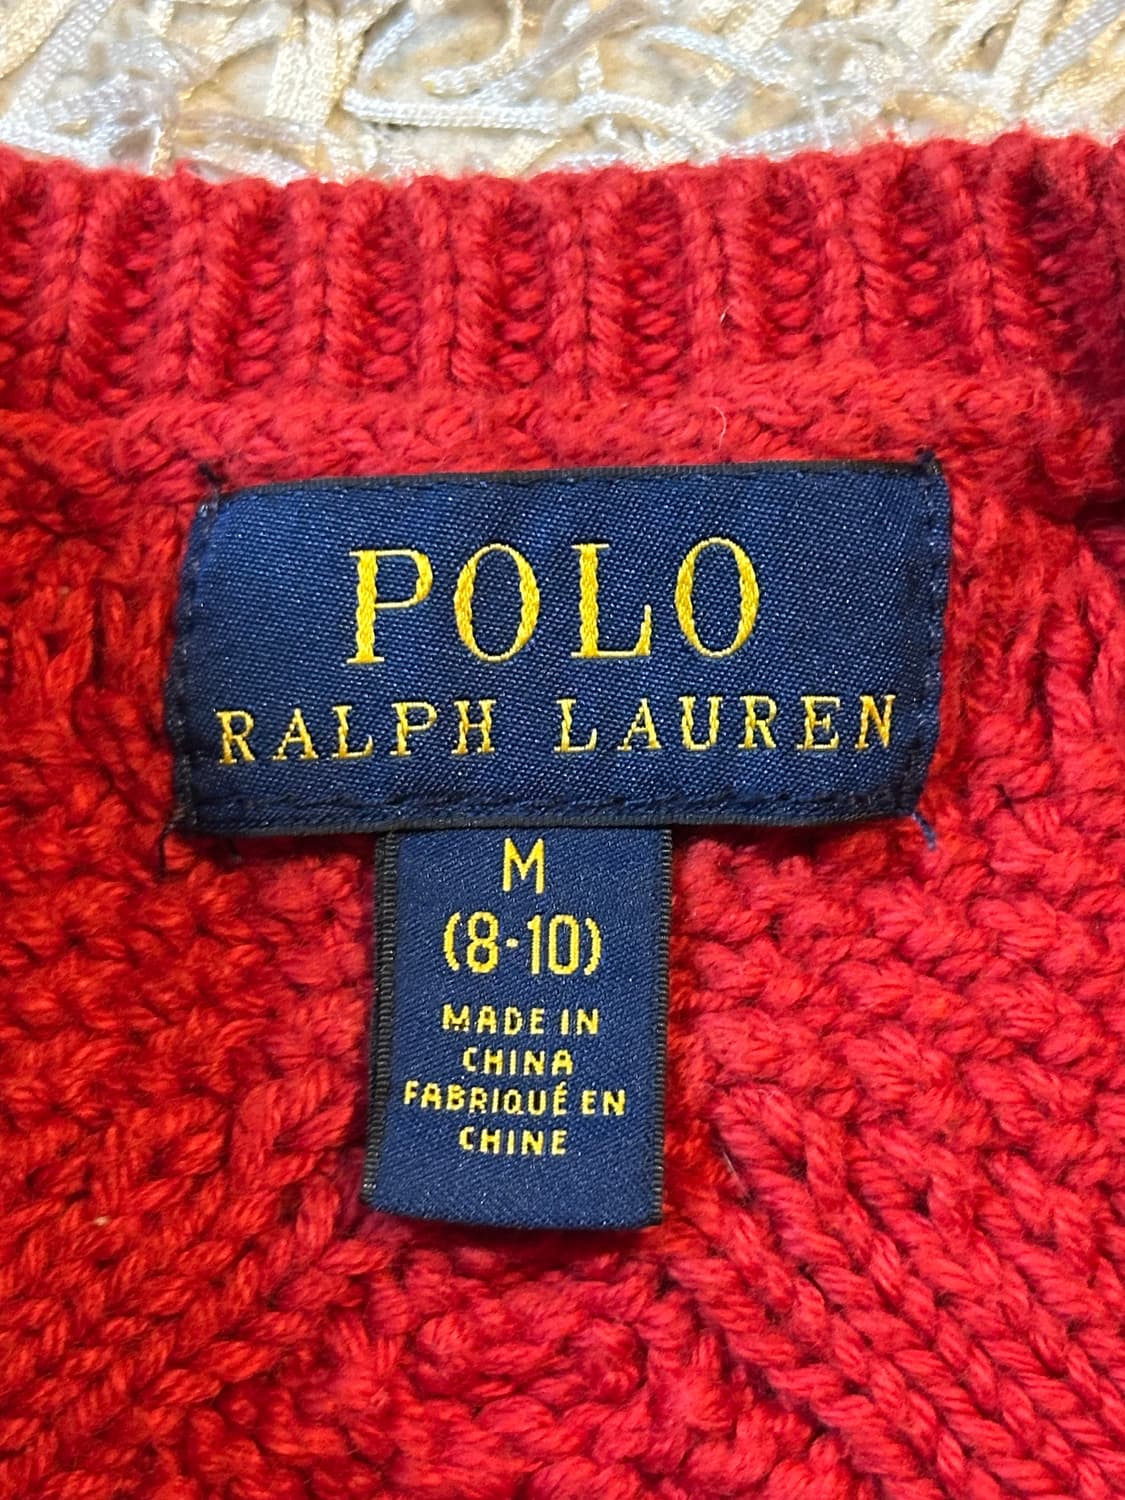 POLO
RALPH LAUREN
M
(8-10)
MADE IN
CHINA
FABRIQUÉ EN
CHINE